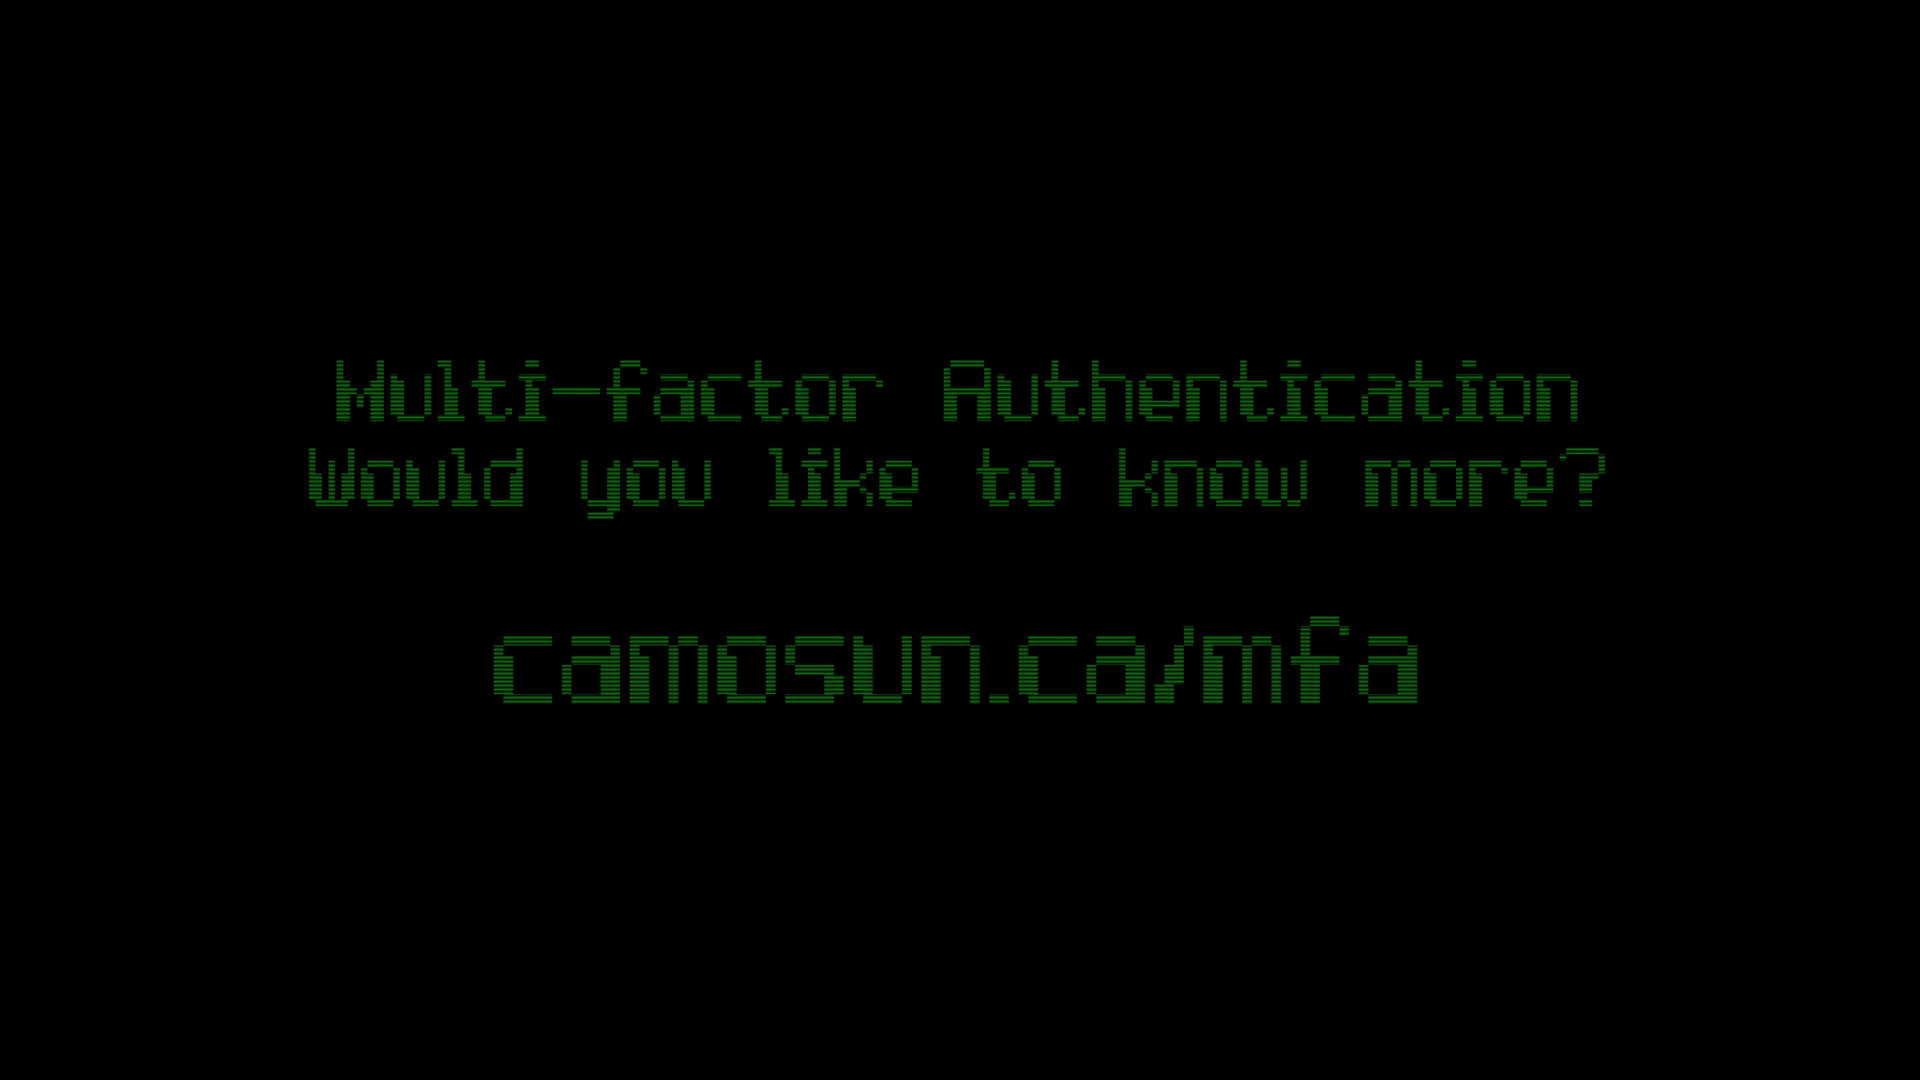 Multi-factor Authentication
Would you like to know more?
camosun.ca/mfa